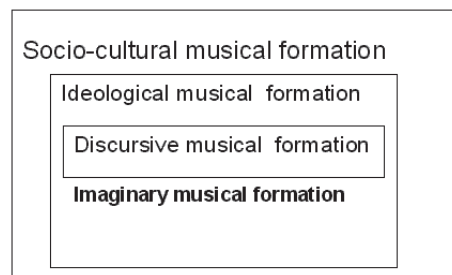 Socio-cultural musical formation
Ideological musical formation
Discursive musical formation
Imaginary musical formation